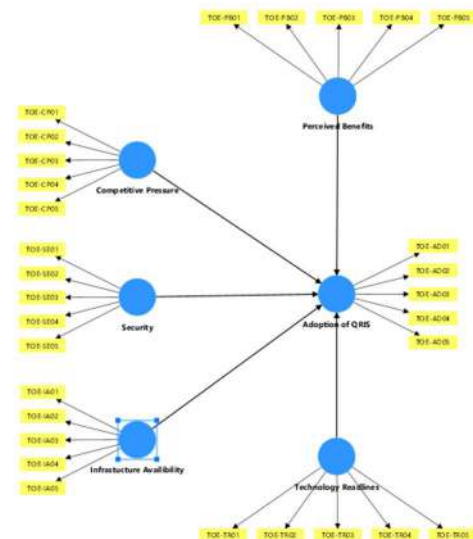 TOE-PB01 TOE-PB02 TOE-PB03 TOE-PB04 TOE-PB05
Perceived Benefits
TOE-CP01
TOE-CP02
TOE-CP03
TOE-CP04
TOE-CP05
Competitive Pressure
TOE-SE01
TOE-SE02
TOE-SE03
TOE-SE04
TOE-SE05
Security
TOE-AD01
TOE-AD02
TOE-AD03
TOE-AD04
TOE-AD05
Adoption of QRIS
TOE-IA01
TOE-IA02
TOE-IA03
TOE-IA04
TOE-IA05
Infrastucture Availibility
Technology Readlines
TOE-TR01 TOE-TR02 TOE-TR03 TOE-TR04 TOE-TR05